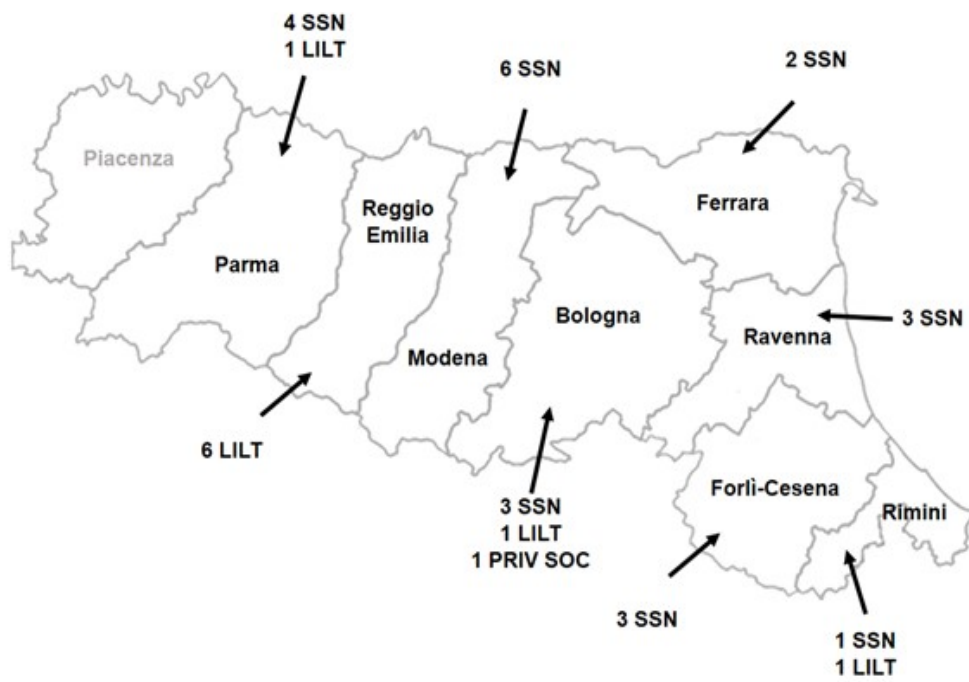 4 SSN
1 LILT
6 SSN
2 SSN
Piacenza
Reggio
Emilia
Ferrara
Parma
Bologna
3 SSN
Ravenna
Modena
6 LILT
3 SSN
1 LILT
1 PRIV SOC
Forlì-Cesena
Rimini
3 SSN
1 SSN
1 LILT